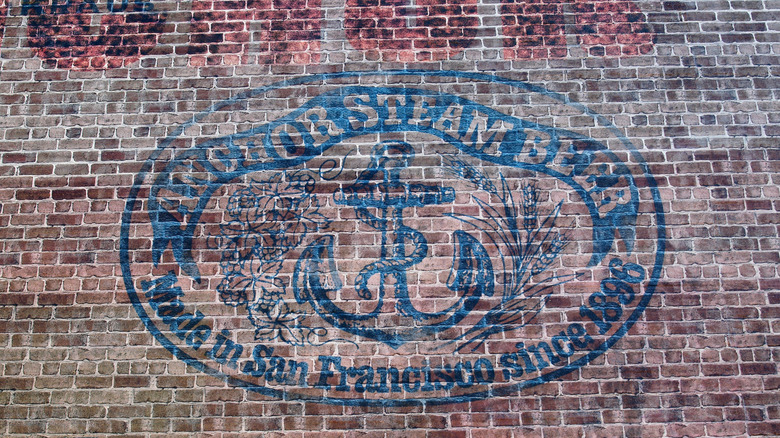 ANCHOR STEAM BEER
Made in San Francisco since 1896